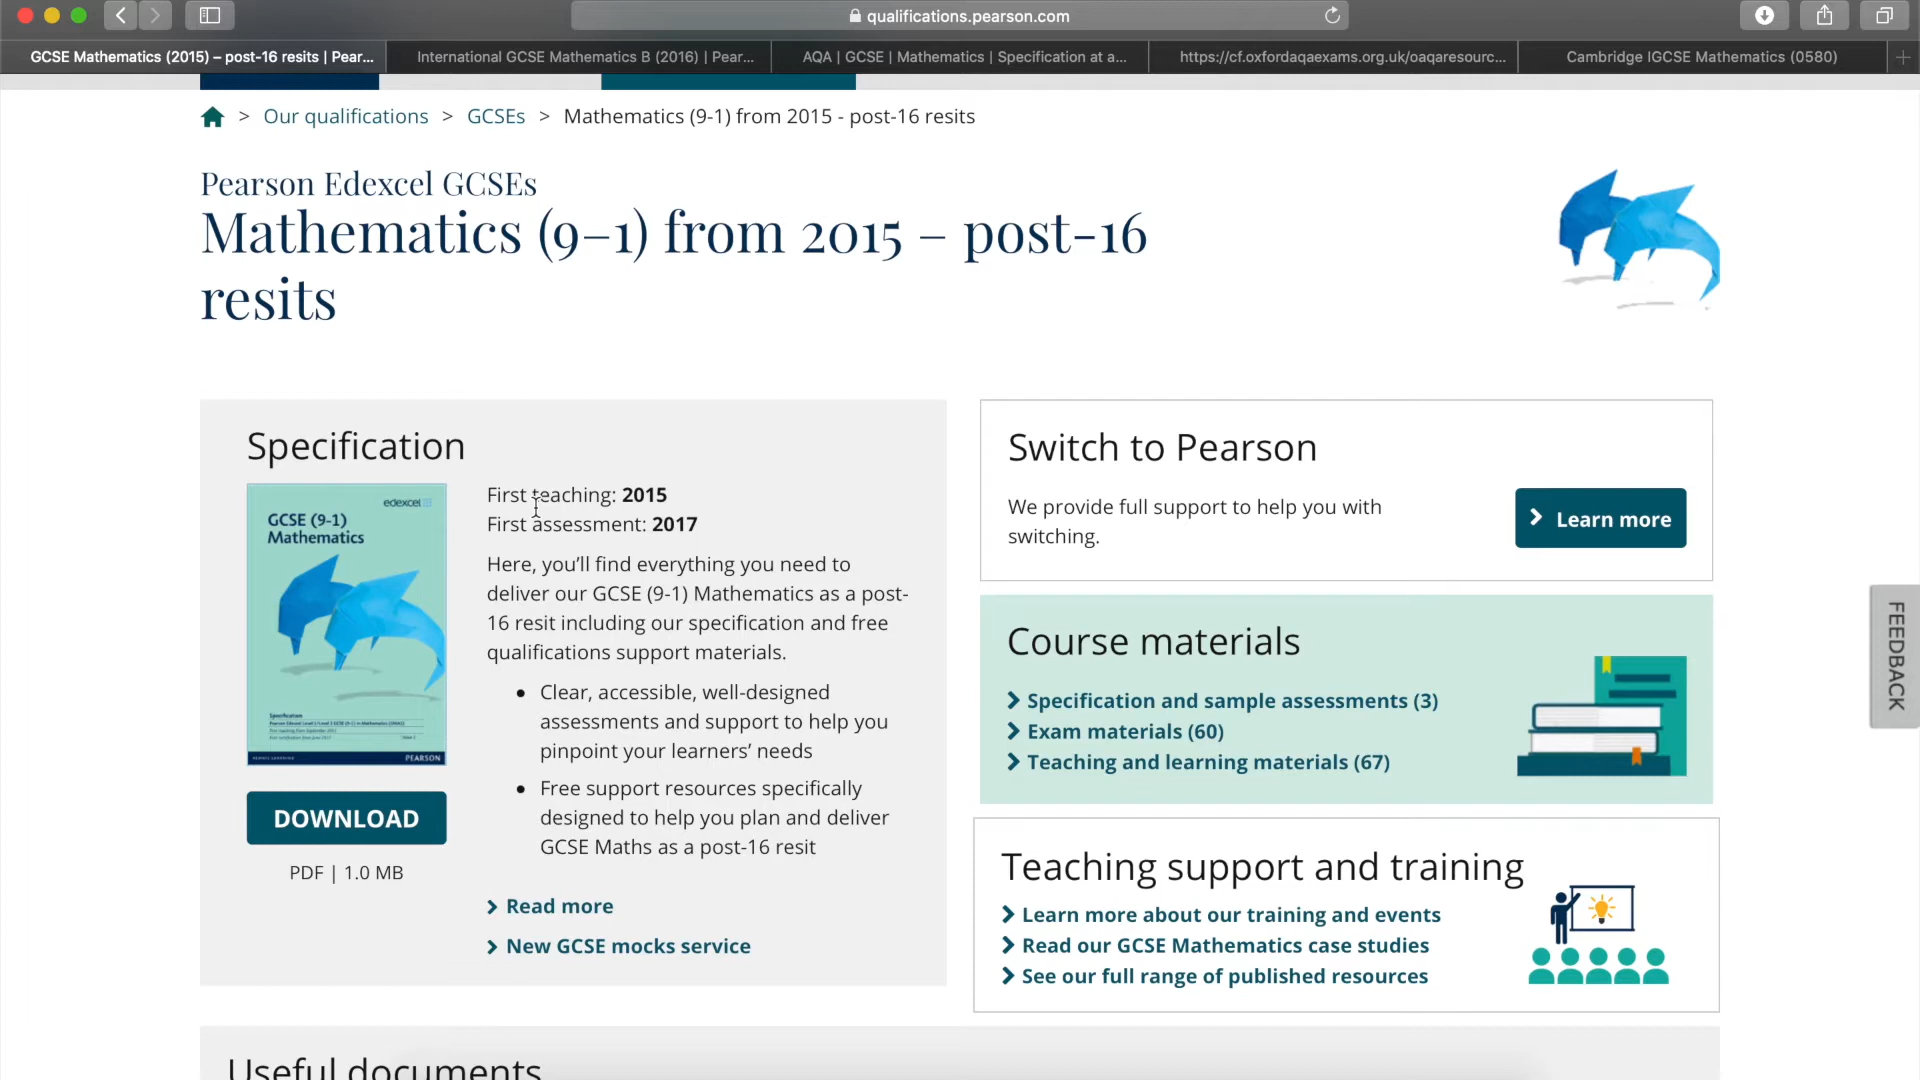 qualifications.pearson.com
GCSE Mathematics (2015) – post-16 resits | Pear...
International GCSE Mathematics B (2016) | Pear...
AQA | GCSE | Mathematics | Specification at a...
https://cf.oxfordaqaexams.org.uk/oaqaresourc...
Cambridge IGCSE Mathematics (0580)
> Our qualifications > GCSEs > Mathematics (9-1) from 2015 - post-16 resits
Pearson Edexcel GCSEs
Mathematics (9–1) from 2015 – post-16
resits
Specification
edexcel
GCSE (9-1)
Mathematics
Specification
PEARSON
DOWNLOAD
PDF | 1.0 MB
First teaching: 2015
First assessment: 2017
Here, you’ll find everything you need to
deliver our GCSE (9-1) Mathematics as a post-
16 resit including our specification and free
qualifications support materials.
• Clear, accessible, well-designed
assessments and support to help you
pinpoint your learners’ needs
• Free support resources specifically
designed to help you plan and deliver
GCSE Maths as a post-16 resit
Read more
New GCSE mocks service
Switch to Pearson
We provide full support to help you with
switching.
Learn more
Course materials
Specification and sample assessments (3)
Exam materials (60)
Teaching and learning materials (67)
Teaching support and training
Learn more about our training and events
Read our GCSE Mathematics case studies
See our full range of published resources
FEEDBACK
Useful documents